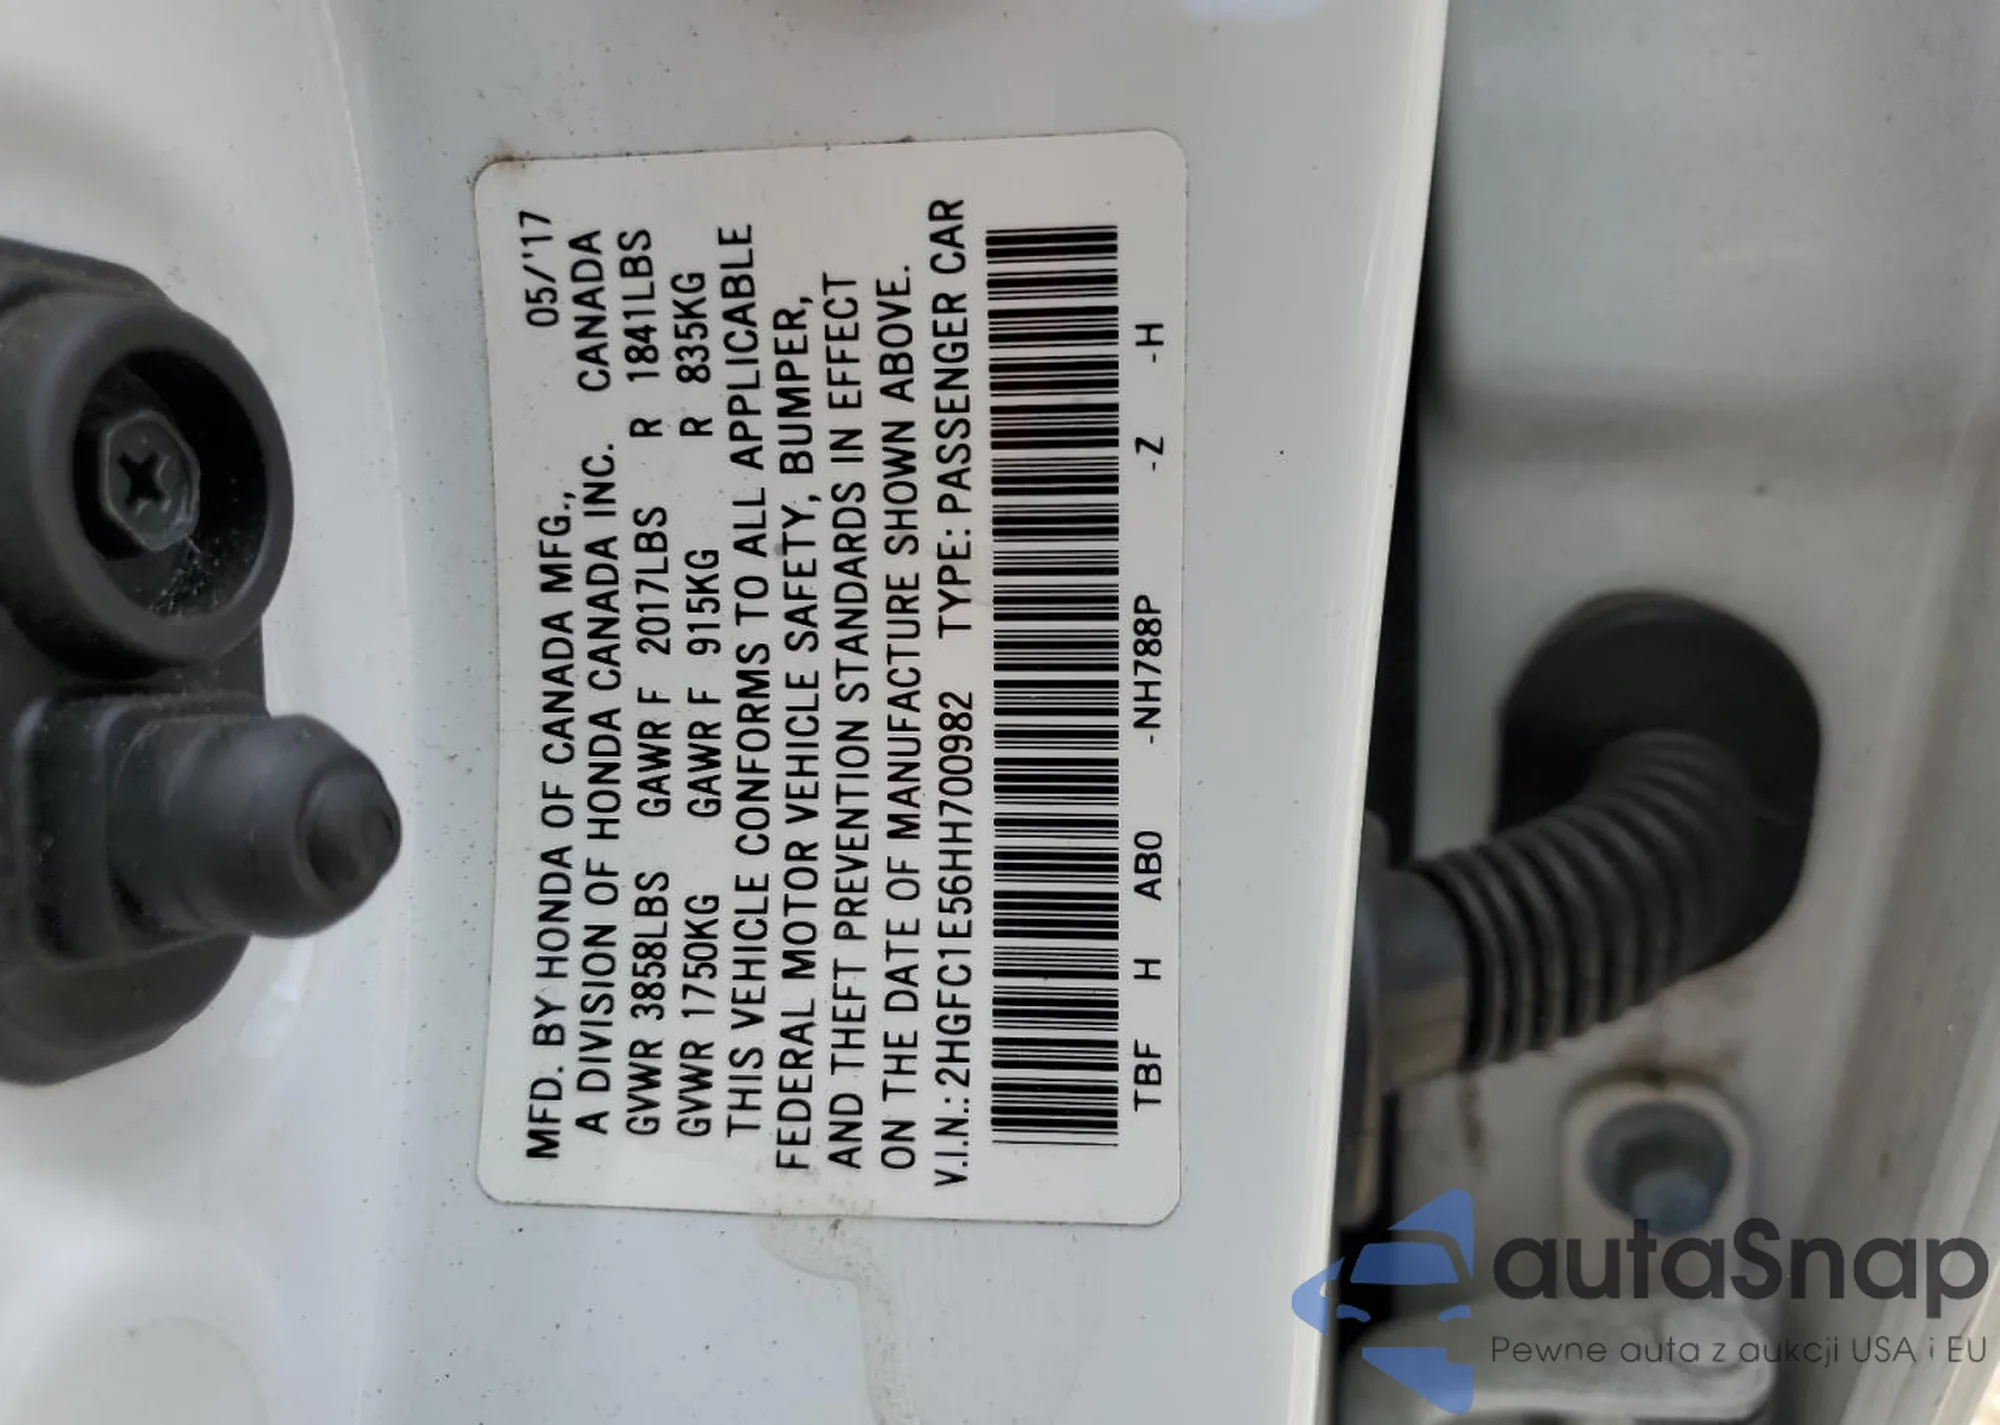 MFD. BY HONDA OF CANADA MFG., 05/'17
A DIVISION OF HONDA CANADA INC. CANADA
GVWR 3858LBS GAWR F 2017LBS R 1841LBS
GVWR 1750KG GAWR F 915KG R 835KG
THIS VEHICLE CONFORMS TO ALL APPLICABLE
FEDERAL MOTOR VEHICLE SAFETY, BUMPER,
AND THEFT PREVENTION STANDARDS IN EFFECT
ON THE DATE OF MANUFACTURE SHOWN ABOVE.
V.I.N.: 2HGFC1E56HH700982 TYPE: PASSENGER CAR
TBF H AB0 -NH788P -Z -H
autaSnap
Pewne auta z aukcji USA i EU